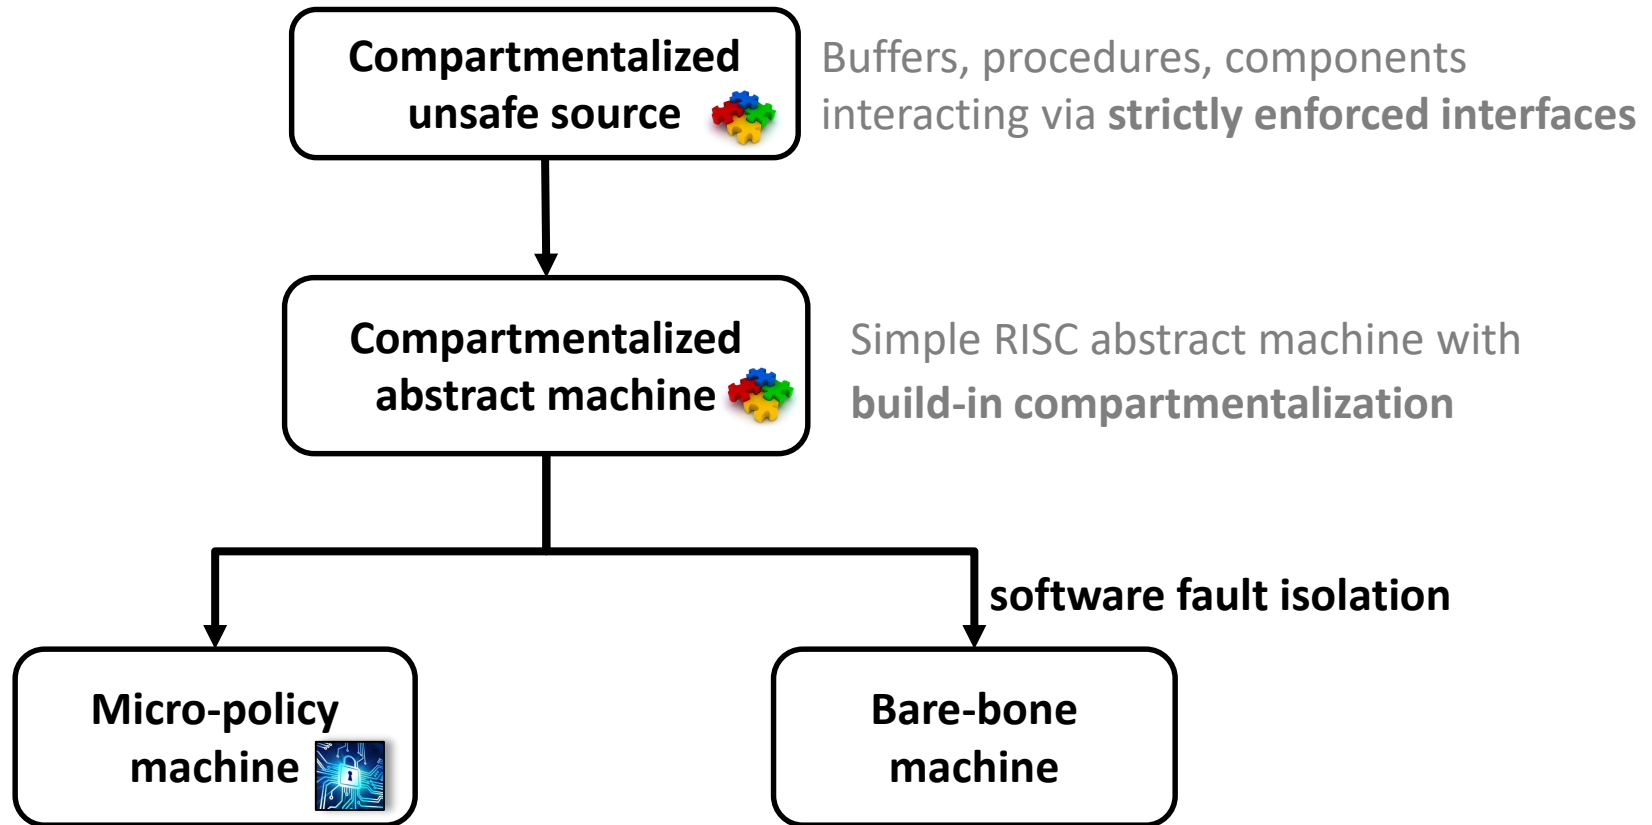 Compartmentalized
unsafe source
Buffers, procedures, components
interacting via strictly enforced interfaces
Compartmentalized
abstract machine
Simple RISC abstract machine with
build-in compartmentalization
software fault isolation
Micro-policy
machine
Bare-bone
machine